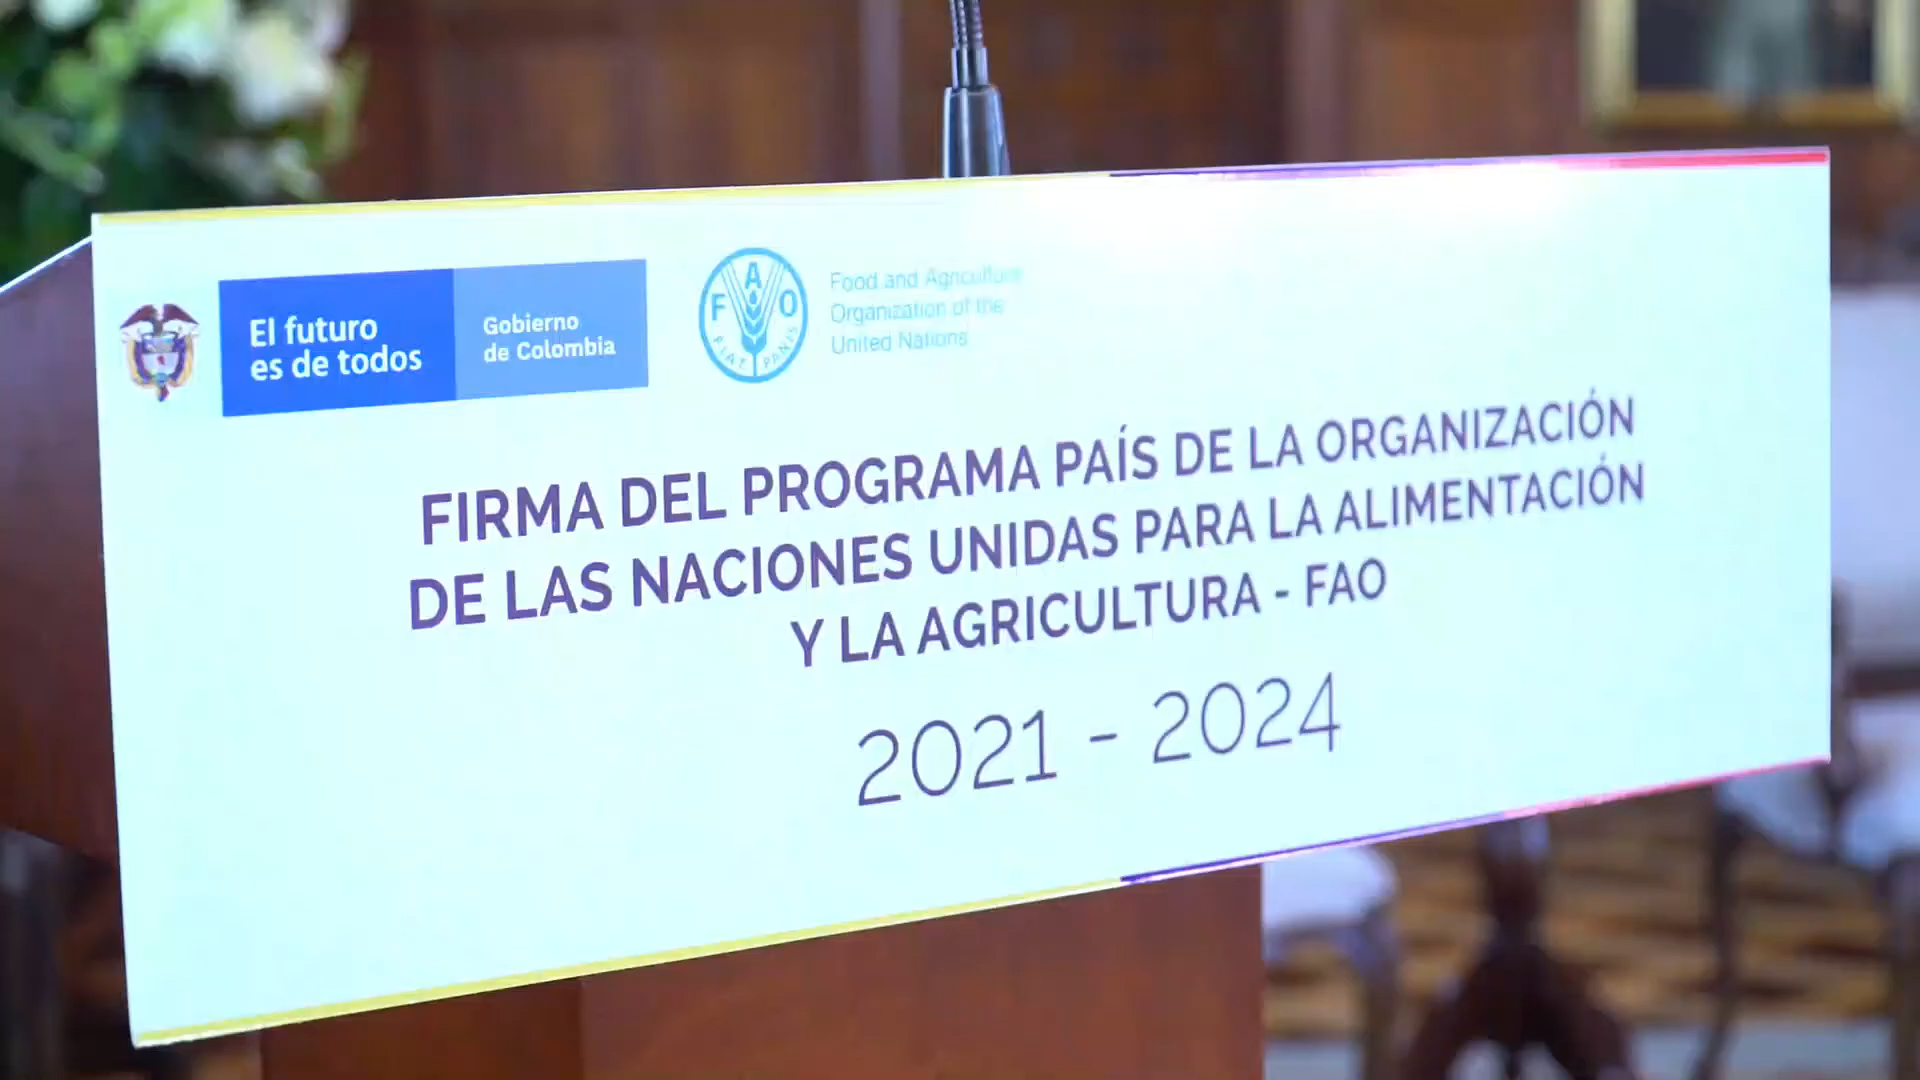 El futuro
es de todos
Gobierno
de Colombia
FAO
FIAT PANIS
Food and Agriculture
Organization of the
United Nations
FIRMA DEL PROGRAMA PAÍS DE LA ORGANIZACIÓN
DE LAS NACIONES UNIDAS PARA LA ALIMENTACIÓN
Y LA AGRICULTURA - FAO
2021 - 2024